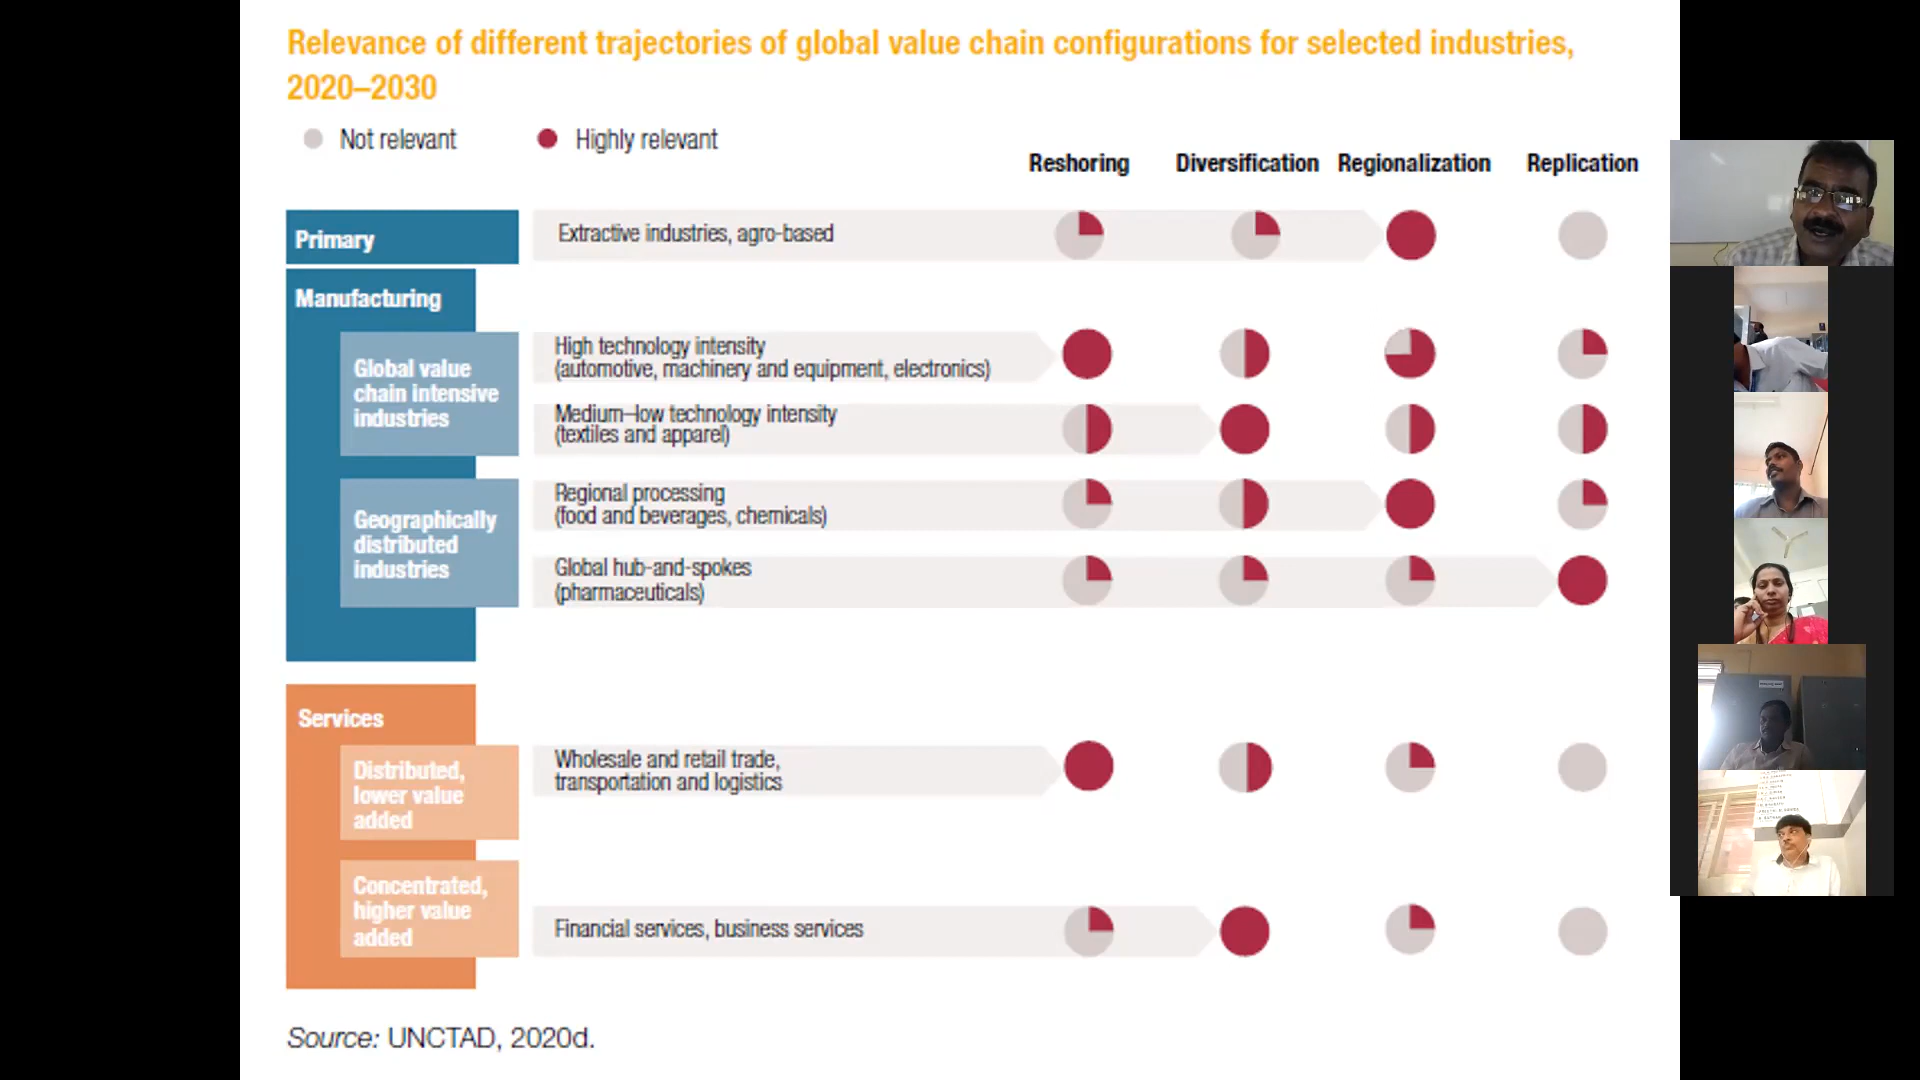 Relevance of different trajectories of global value chain configurations for selected industries,
2020–2030
Not relevant
Highly relevant
Reshoring
Diversification
Regionalization
Replication
Primary
Extractive industries, agro-based
Manufacturing
Global value
chain intensive
industries
High technology intensity
(automotive, machinery and equipment, electronics)
Medium–low technology intensity
(textiles and apparel)
Geographically
distributed
industries
Regional processing
(food and beverages, chemicals)
Global hub-and-spokes
(pharmaceuticals)
Services
Distributed,
lower value
added
Wholesale and retail trade,
transportation and logistics
Concentrated,
higher value
added
Financial services, business services
Source: UNCTAD, 2020d.